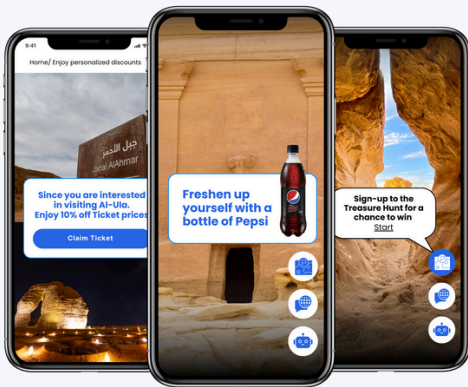 9:41
Home/ Enjoy personalized discounts
جبل الأحمر
Jabal AlAhmar
Since you are interested
in visiting Al-Ula.
Enjoy 10% off Ticket prices
Claim Ticket
Freshen up
yourself with a
bottle of Pepsi
Sign-up to the
Treasure Hunt for a
chance to win
Start